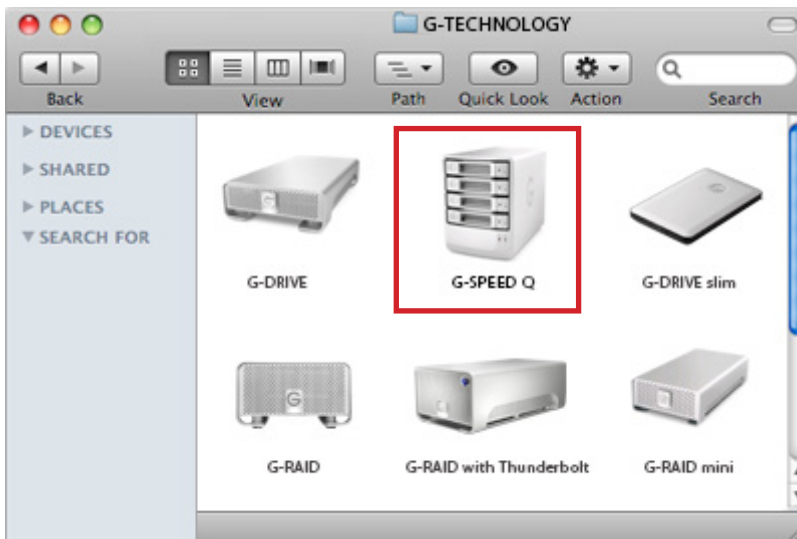 G-TECHNOLOGY
Back View Path Quick Look Action Search
DEVICES
SHARED
PLACES
SEARCH FOR
G-DRIVE G-SPEED Q G-DRIVE slim
G
G-RAID G-RAID with Thunderbolt G-RAID mini